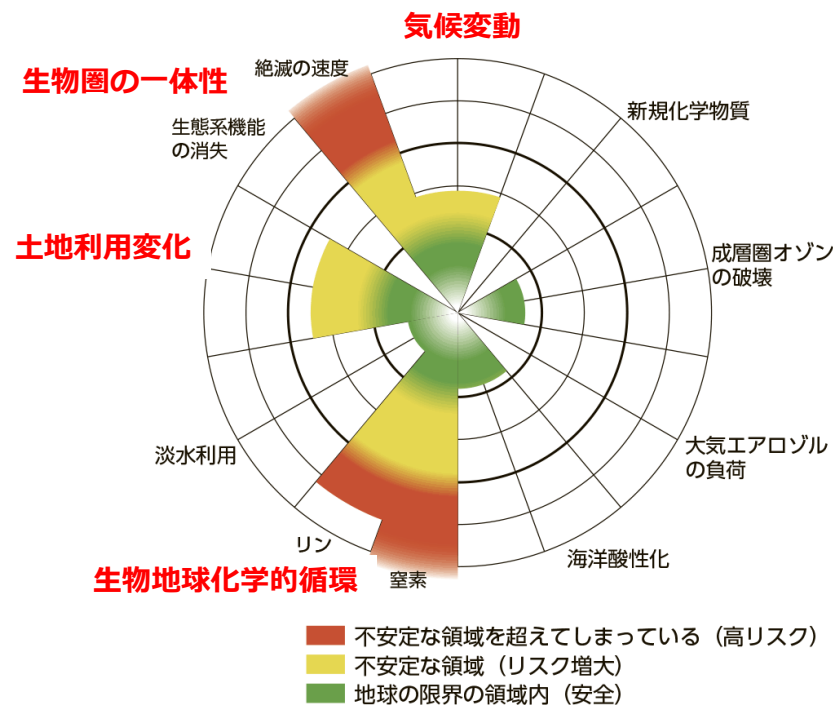 気候変動
絶滅の速度
生物圏の一体性
新規化学物質
生態系機能
の消失
土地利用変化
成層圏オゾン
の破壊
淡水利用
大気エアロゾル
の負荷
リン
海洋酸性化
生物地球化学的循環
窒素
不安定な領域を超えてしまっている（高リスク）
不安定な領域（リスク増大）
地球の限界の領域内（安全）